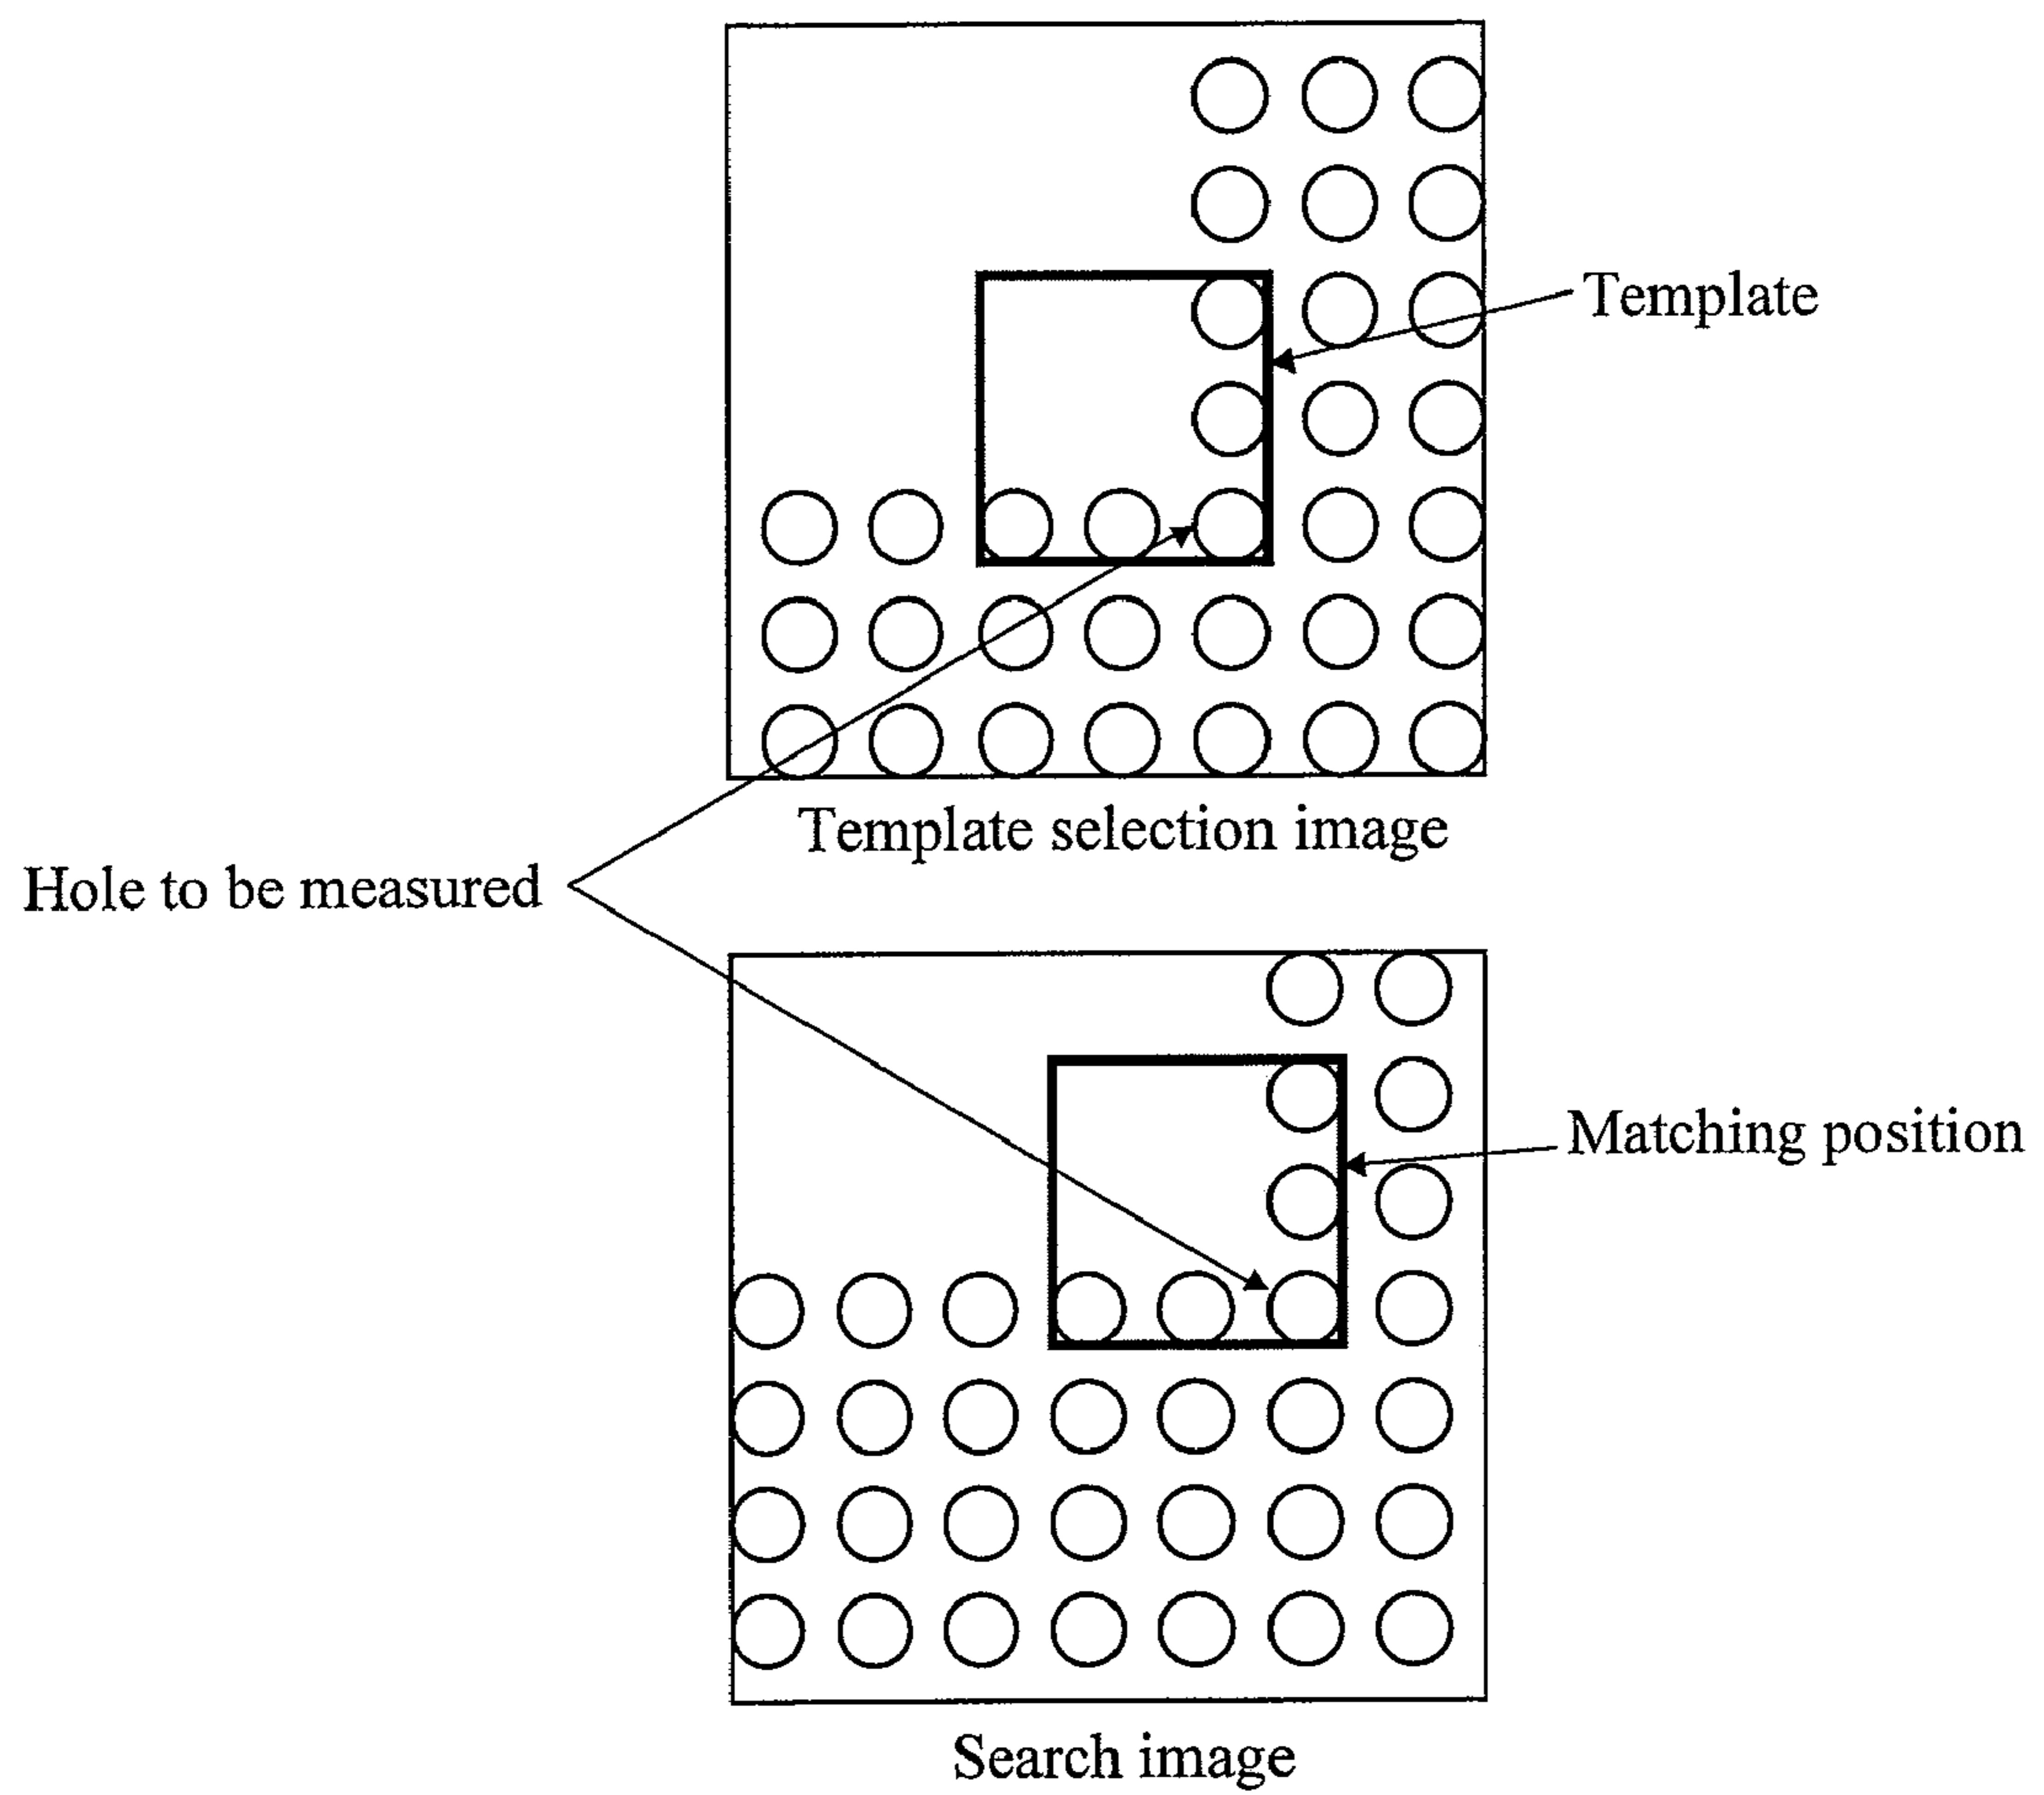 Template
Template selection image
Hole to be measured
Matching position
Search image